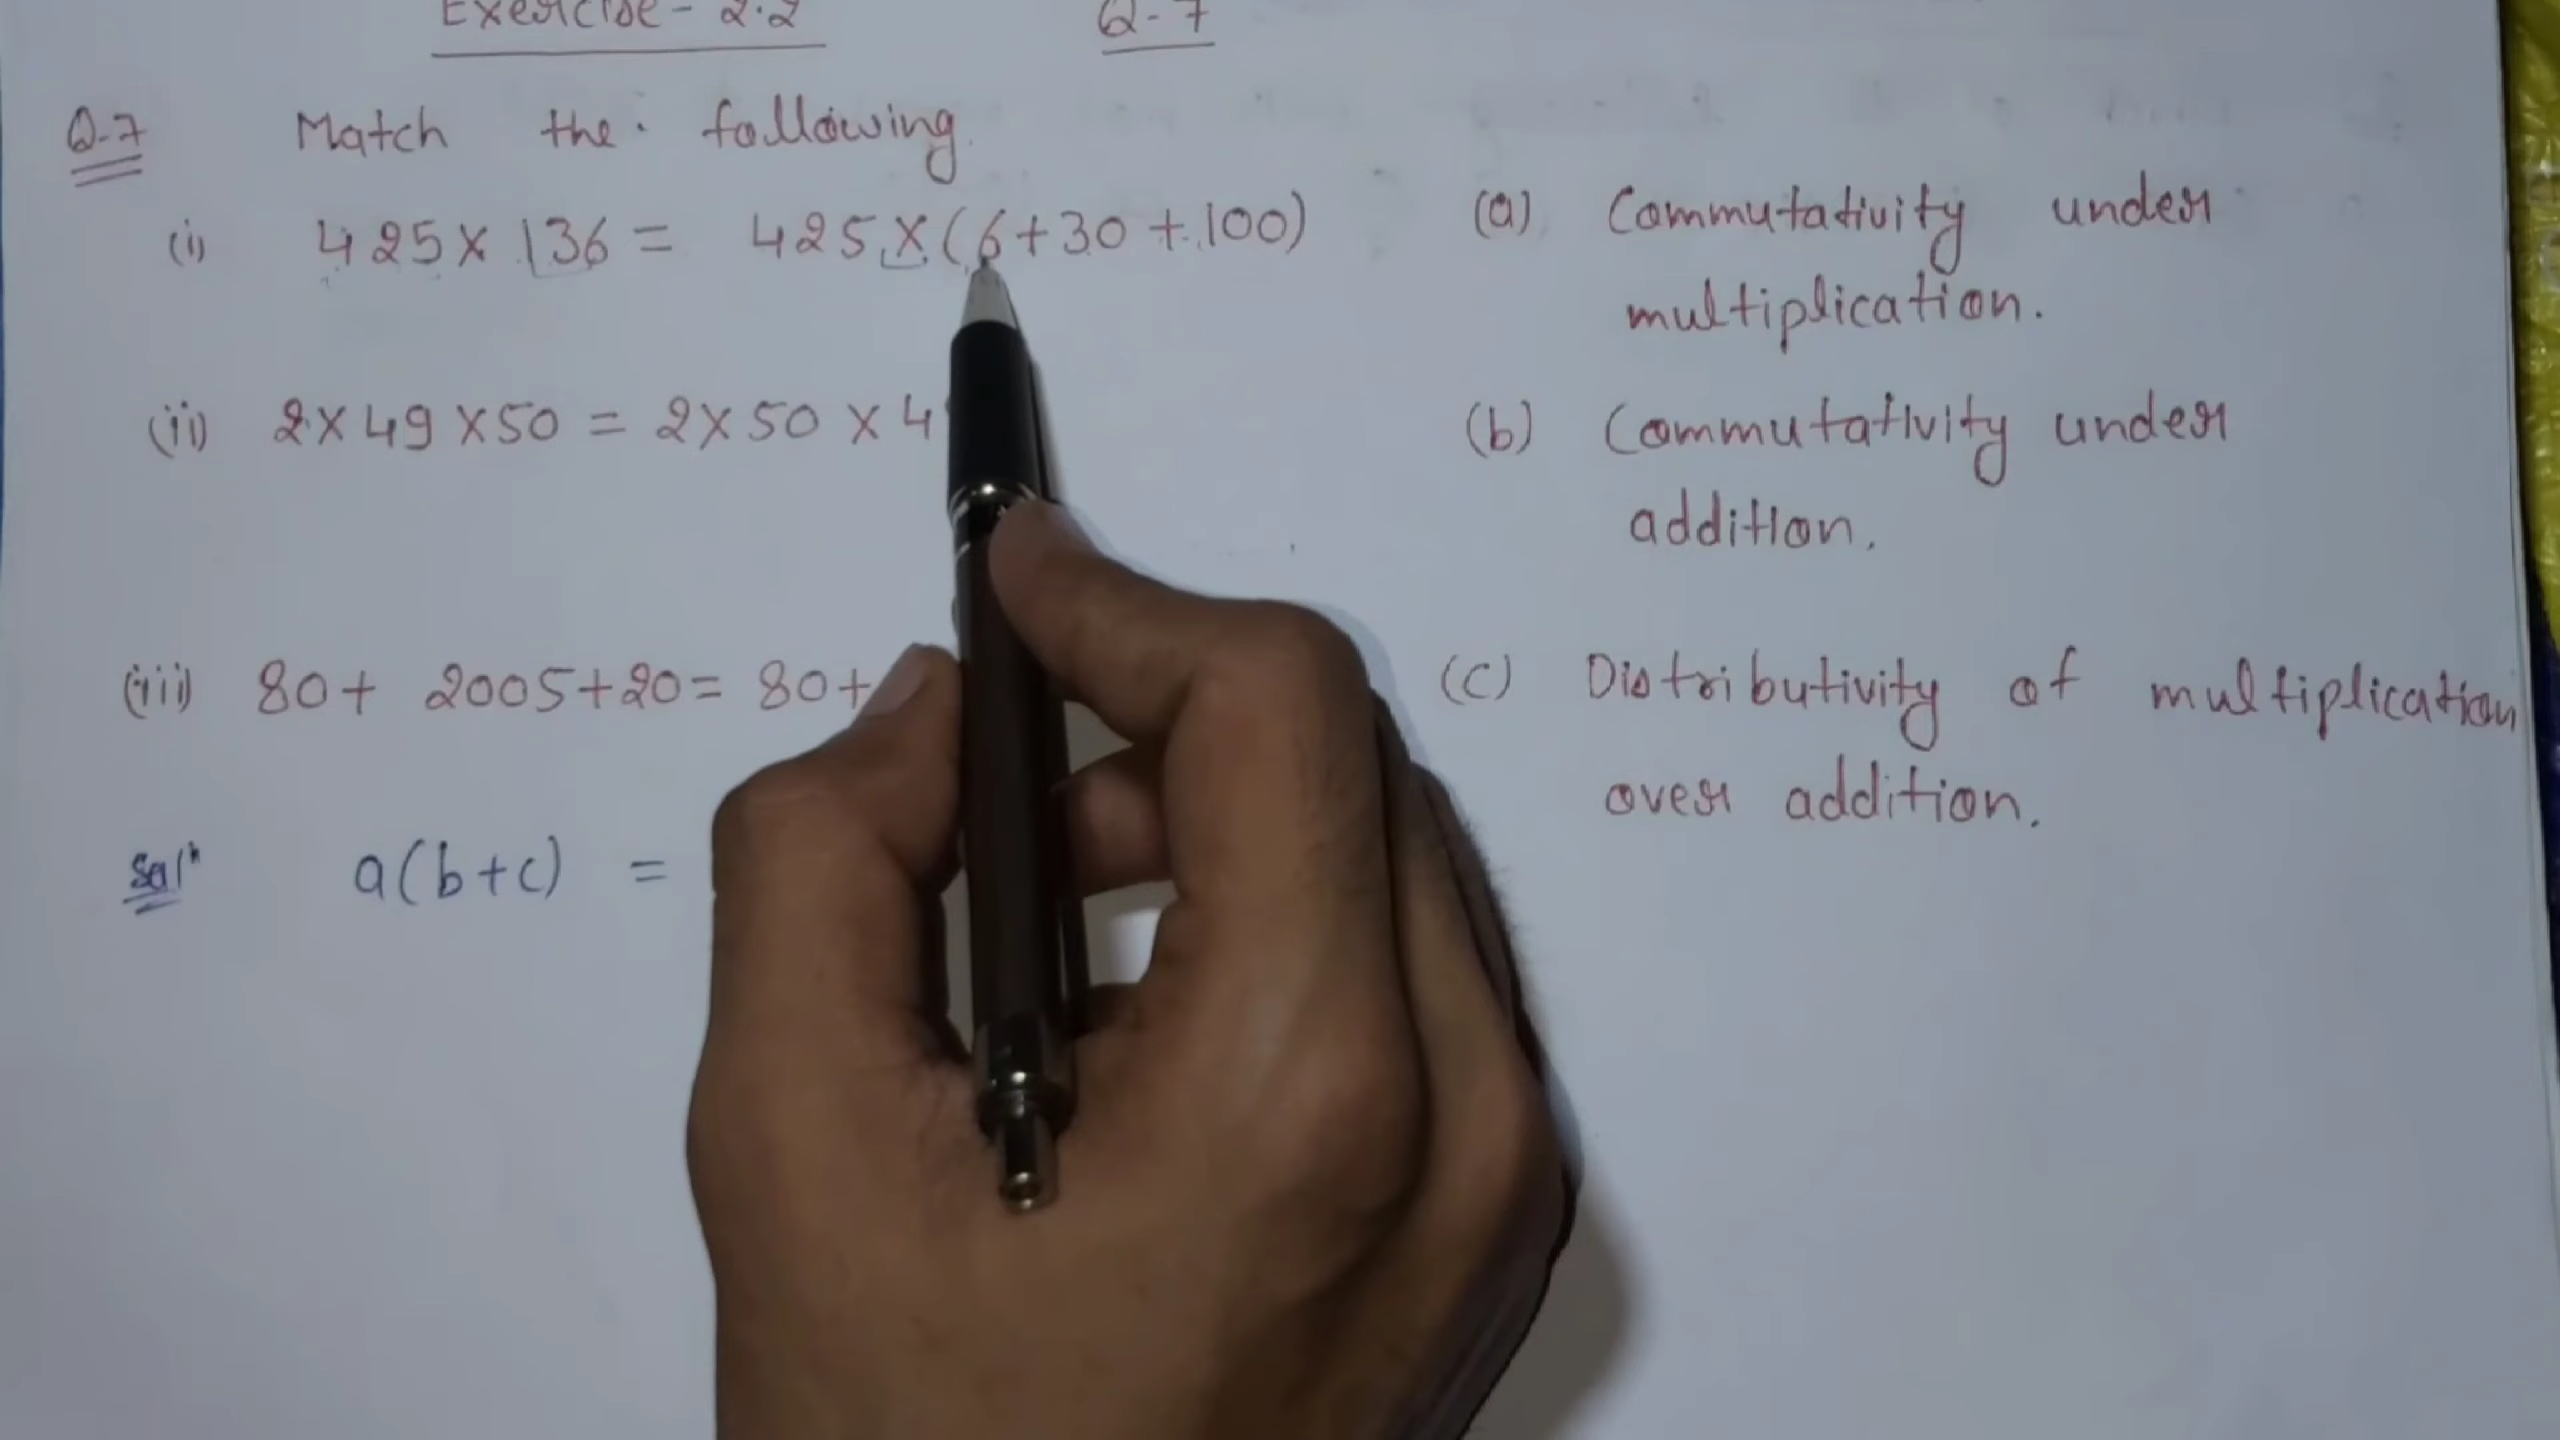 Exercise - 2.2 Q-7
Q-7 Match the following.
(i) 425 × 136 = 425 × (6+30+100)
(a) Commutativity under
multiplication.
(ii) 2 × 49 × 50 = 2 × 50 × 4
(b) Commutativity under
addition.
(iii) 80 + 2005 + 20 = 80 +
(c) Distributivity of multiplication
over addition.
Solⁿ a(b+c) =